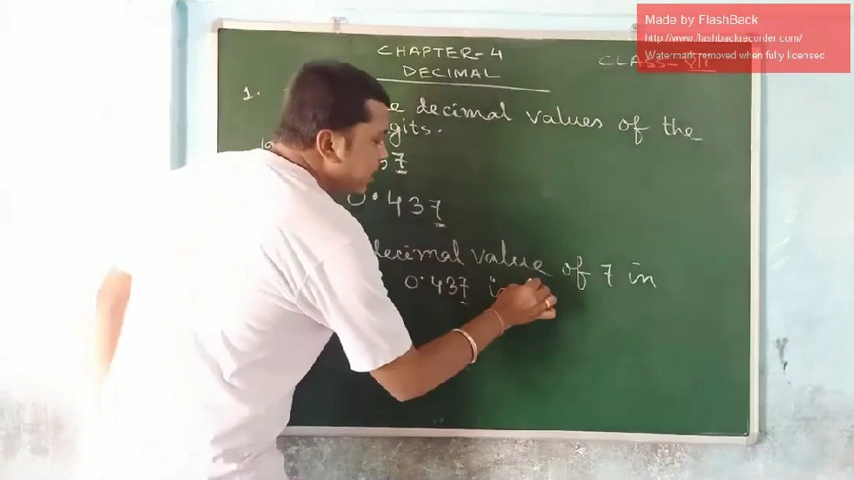 Made by FlashBack
http://www.flashbackrecorder.com/
Watermark removed when fully licensed
CHAPTER-4
CLASS-VII
DECIMAL
1.
decimal values of the
digits.
7
0.437
decimal value of 7 in
0.437